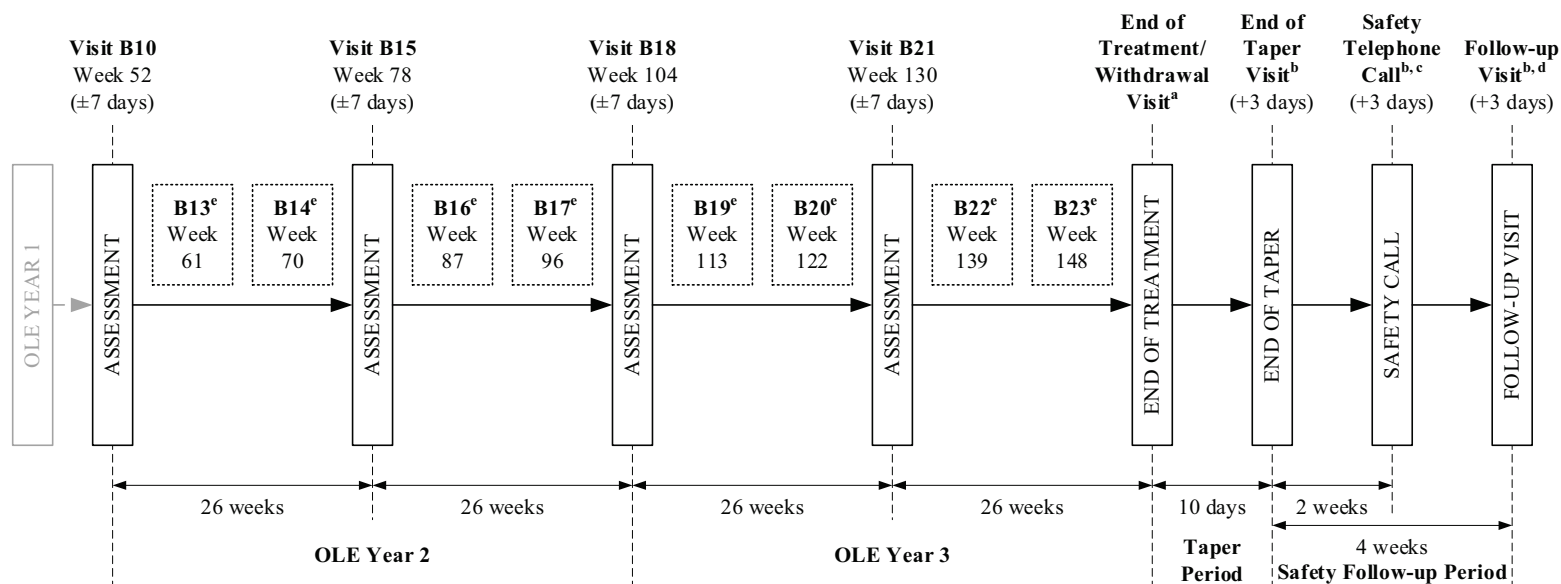 Visit B10
Week 52
(±7 days)
Visit B15
Week 78
(±7 days)
Visit B18
Week 104
(±7 days)
Visit B21
Week 130
(±7 days)
End of
Treatment/
Withdrawal
Visitᵃ
End of
Taper
Visitᵇ
(+3 days)
Safety
Telephone
Callᵇ,ᶜ
(+3 days)
Follow-up
Visitᵇ,ᵈ
(+3 days)
OLE YEAR 1
ASSESSMENT
B13ᵉ
Week
61
B14ᵉ
Week
70
ASSESSMENT
B16ᵉ
Week
87
B17ᵉ
Week
96
ASSESSMENT
B19ᵉ
Week
113
B20ᵉ
Week
122
ASSESSMENT
B22ᵉ
Week
139
B23ᵉ
Week
148
END OF TREATMENT
END OF TAPER
SAFETY CALL
FOLLOW-UP VISIT
26 weeks
26 weeks
26 weeks
26 weeks
10 days
2 weeks
4 weeks
OLE Year 2
OLE Year 3
Taper
Period
Safety Follow-up Period